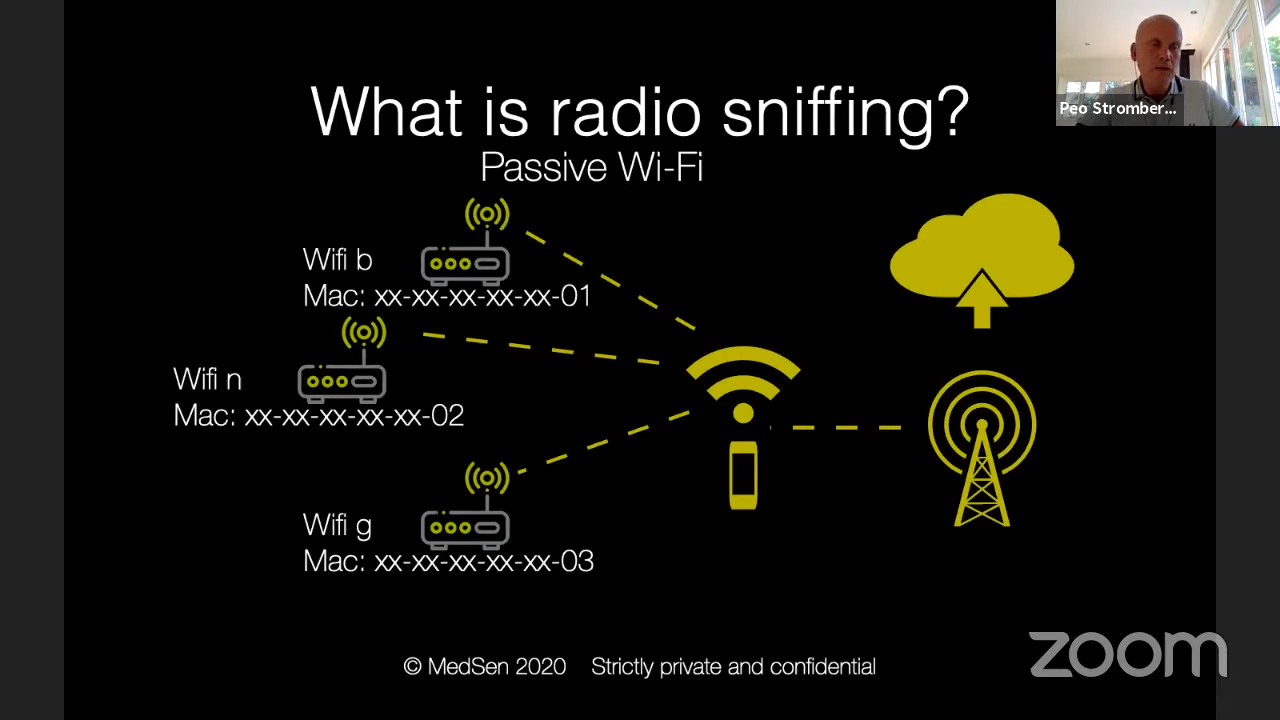 What is radio sniffing?
Peo Stromber...
Passive Wi-Fi
Wifi b
Mac: xx-xx-xx-xx-xx-01
Wifi n
Mac: xx-xx-xx-xx-xx-02
Wifi g
Mac: xx-xx-xx-xx-xx-03
© MedSen 2020 Strictly private and confidential
zoom